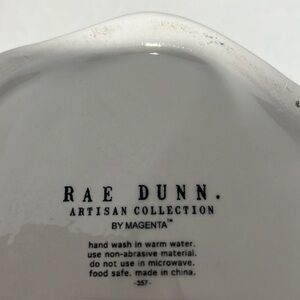 RAE DUNN.
ARTISAN COLLECTION
BY MAGENTA™
hand wash in warm water.
use non-abrasive material.
do not use in microwave.
food safe. made in china.
-357-